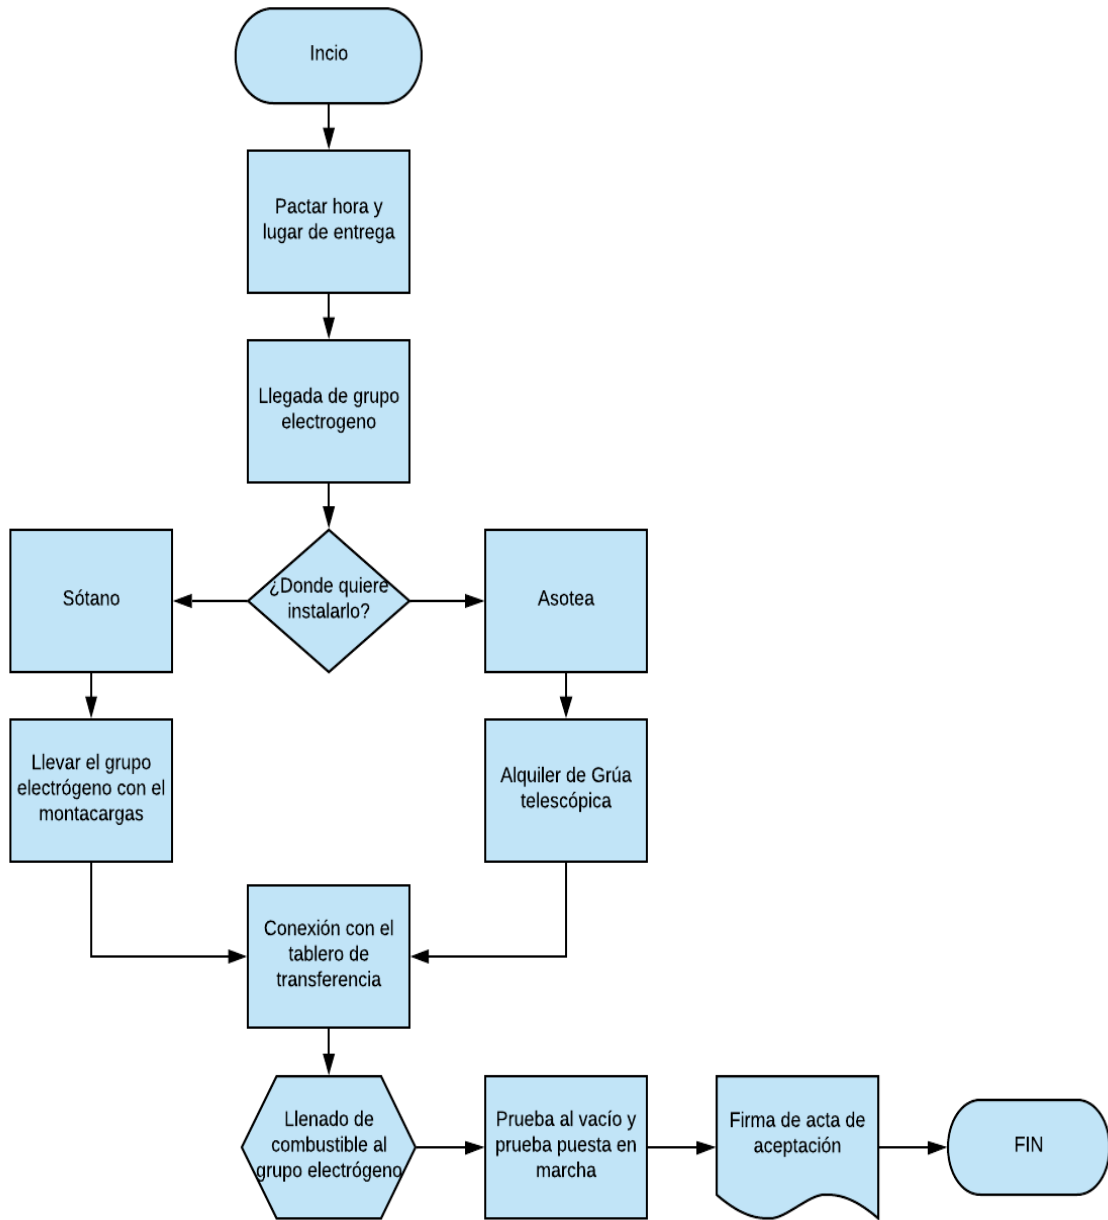 Incio
Pactar hora y
lugar de entrega
Llegada de grupo
electrogeno
¿Donde quiere
instalarlo?
Sótano
Asotea
Llevar el grupo
electrógeno con el
montacargas
Alquiler de Grúa
telescópica
Conexión con el
tablero de
transferencia
Llenado de
combustible al
grupo electrógeno
Prueba al vacío y
prueba puesta en
marcha
Firma de acta de
aceptación
FIN